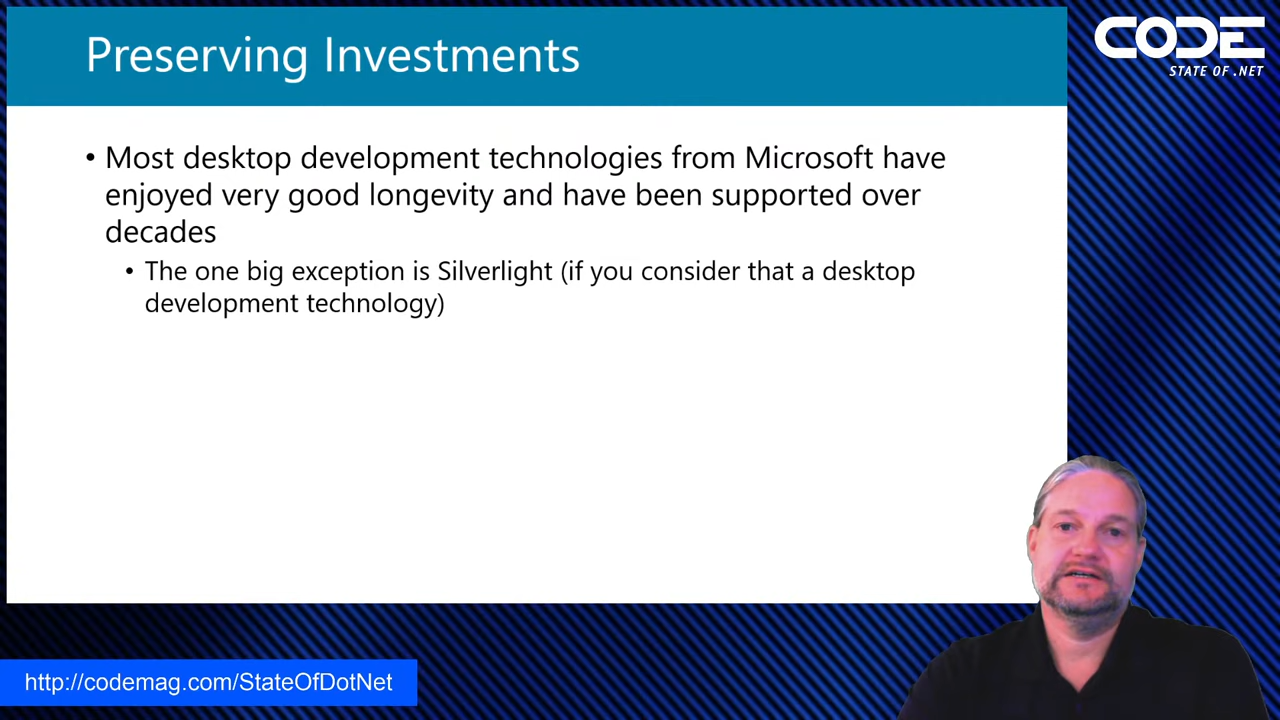 Preserving Investments
CODE
STATE OF .NET
• Most desktop development technologies from Microsoft have
enjoyed very good longevity and have been supported over
decades
• The one big exception is Silverlight (if you consider that a desktop
development technology)
http://codemag.com/StateOfDotNet